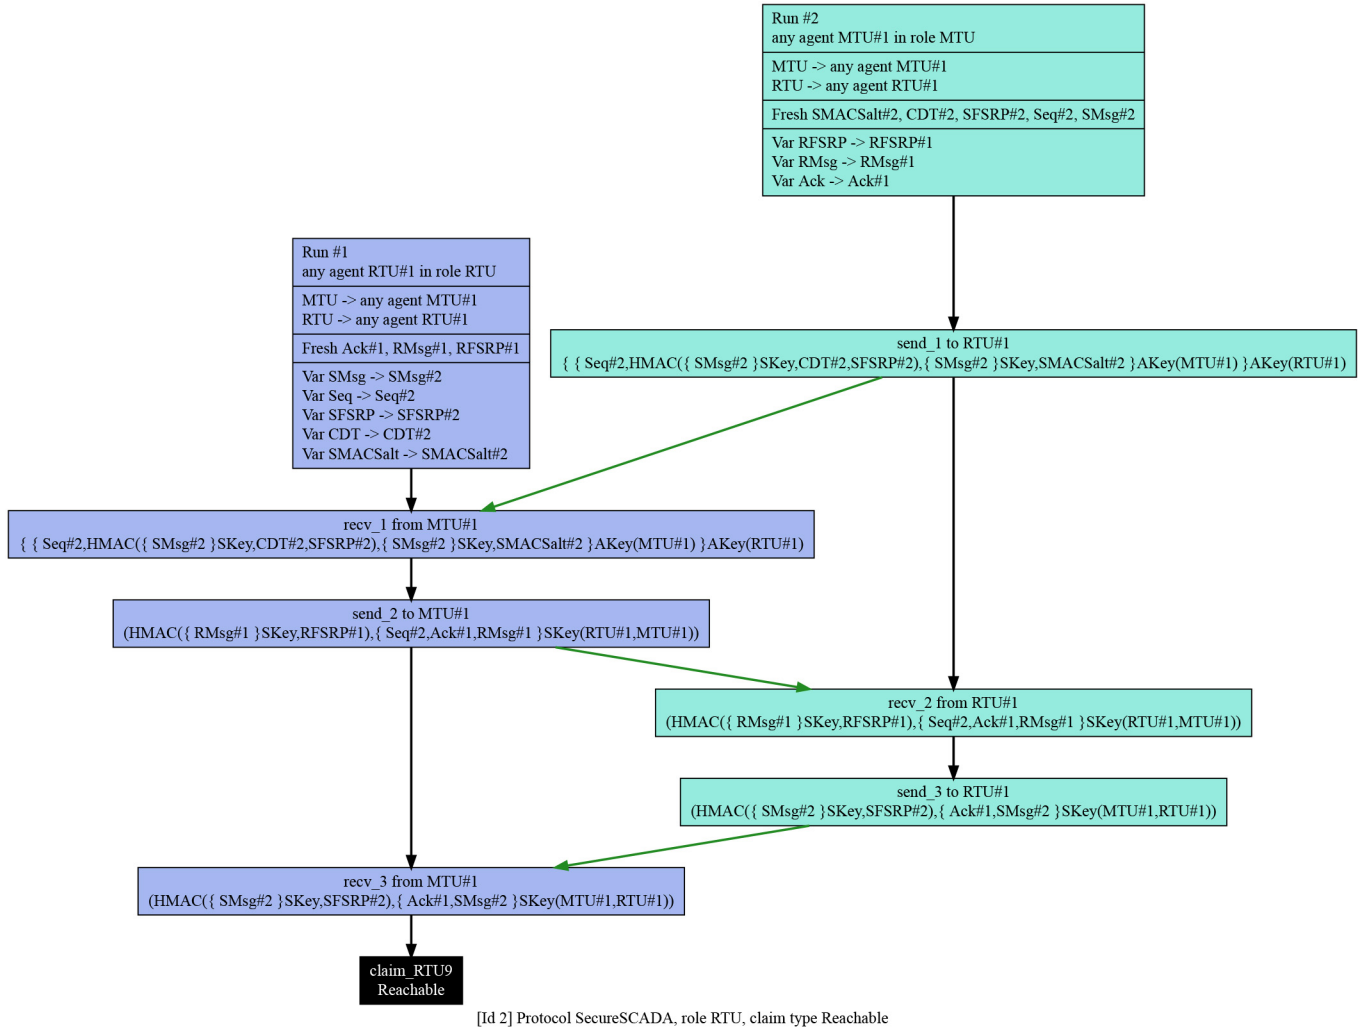 Run #2
any agent MTU#1 in role MTU
MTU -> any agent MTU#1
RTU -> any agent RTU#1
Fresh SMACSalt#2, CDT#2, SFSRP#2, Seq#2, SMsg#2
Var RFSRP -> RFSRP#1
Var RMsg -> RMsg#1
Var Ack -> Ack#1
Run #1
any agent RTU#1 in role RTU
MTU -> any agent MTU#1
RTU -> any agent RTU#1
Fresh Ack#1, RMsg#1, RFSRP#1
Var SMsg -> SMsg#2
Var Seq -> Seq#2
Var SFSRP -> SFSRP#2
Var CDT -> CDT#2
Var SMACSalt -> SMACSalt#2
send_1 to RTU#1
{ { Seq#2,HMAC({ SMsg#2 }SKey,CDT#2,SFSRP#2),{ SMsg#2 }SKey,SMACSalt#2 }AKey(MTU#1) }AKey(RTU#1)
recv_1 from MTU#1
{ { Seq#2,HMAC({ SMsg#2 }SKey,CDT#2,SFSRP#2),{ SMsg#2 }SKey,SMACSalt#2 }AKey(MTU#1) }AKey(RTU#1)
send_2 to MTU#1
(HMAC({ RMsg#1 }SKey,RFSRP#1),{ Seq#2,Ack#1,RMsg#1 }SKey(RTU#1,MTU#1))
recv_2 from RTU#1
(HMAC({ RMsg#1 }SKey,RFSRP#1),{ Seq#2,Ack#1,RMsg#1 }SKey(RTU#1,MTU#1))
send_3 to RTU#1
(HMAC({ SMsg#2 }SKey,SFSRP#2),{ Ack#1,SMsg#2 }SKey(MTU#1,RTU#1))
recv_3 from MTU#1
(HMAC({ SMsg#2 }SKey,SFSRP#2),{ Ack#1,SMsg#2 }SKey(MTU#1,RTU#1))
claim_RTU9
Reachable
[Id 2] Protocol SecureSCADA, role RTU, claim type Reachable